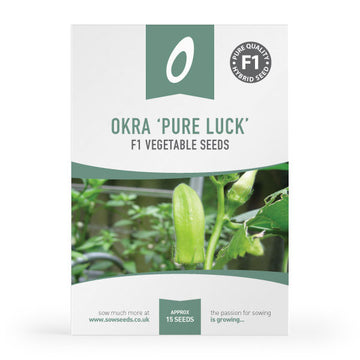 0
PURE QUALITY
F1
HYBRID SEED
OKRA ‘PURE LUCK’
F1 VEGETABLE SEEDS
sow much more at
www.sowseeds.co.uk
APPROX
15 SEEDS
the passion for sowing
is growing...